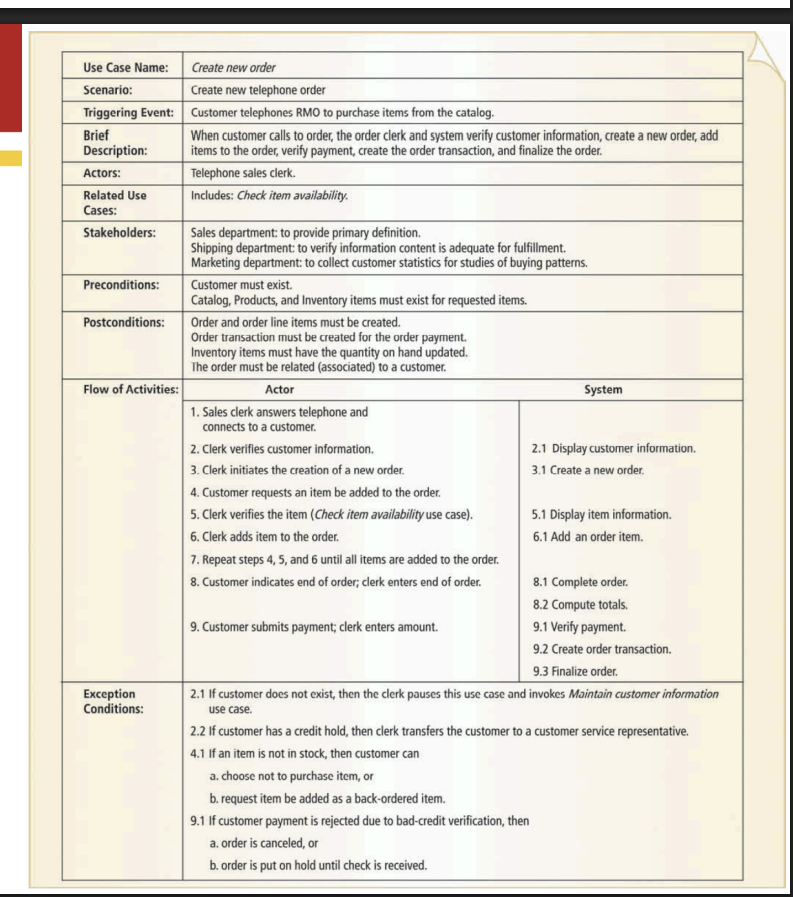 Use Case Name: Create new order
Scenario: Create new telephone order
Triggering Event: Customer telephones RMO to purchase items from the catalog.
Brief Description: When customer calls to order, the order clerk and system verify customer information, create a new order, add
items to the order, verify payment, create the order transaction, and finalize the order.
Actors: Telephone sales clerk.
Related Use Cases: Includes: Check item availability.
Stakeholders: Sales department: to provide primary definition.
Shipping department: to verify information content is adequate for fulfillment.
Marketing department: to collect customer statistics for studies of buying patterns.
Preconditions: Customer must exist.
Catalog, Products, and Inventory items must exist for requested items.
Postconditions: Order and order line items must be created.
Order transaction must be created for the order payment.
Inventory items must have the quantity on hand updated.
The order must be related (associated) to a customer.
Flow of Activities: Actor System
1. Sales clerk answers telephone and
connects to a customer.
2. Clerk verifies customer information. 2.1 Display customer information.
3. Clerk initiates the creation of a new order. 3.1 Create a new order.
4. Customer requests an item be added to the order.
5. Clerk verifies the item (Check item availability use case). 5.1 Display item information.
6. Clerk adds item to the order. 6.1 Add an order item.
7. Repeat steps 4, 5, and 6 until all items are added to the order.
8. Customer indicates end of order; clerk enters end of order. 8.1 Complete order.
8.2 Compute totals.
9. Customer submits payment; clerk enters amount. 9.1 Verify payment.
9.2 Create order transaction.
9.3 Finalize order.
Exception Conditions: 2.1 If customer does not exist, then the clerk pauses this use case and invokes Maintain customer information
use case.
2.2 If customer has a credit hold, then clerk transfers the customer to a customer service representative.
4.1 If an item is not in stock, then customer can
a. choose not to purchase item, or
b. request item be added as a back-ordered item.
9.1 If customer payment is rejected due to bad-credit verification, then
a. order is canceled, or
b. order is put on hold until check is received.